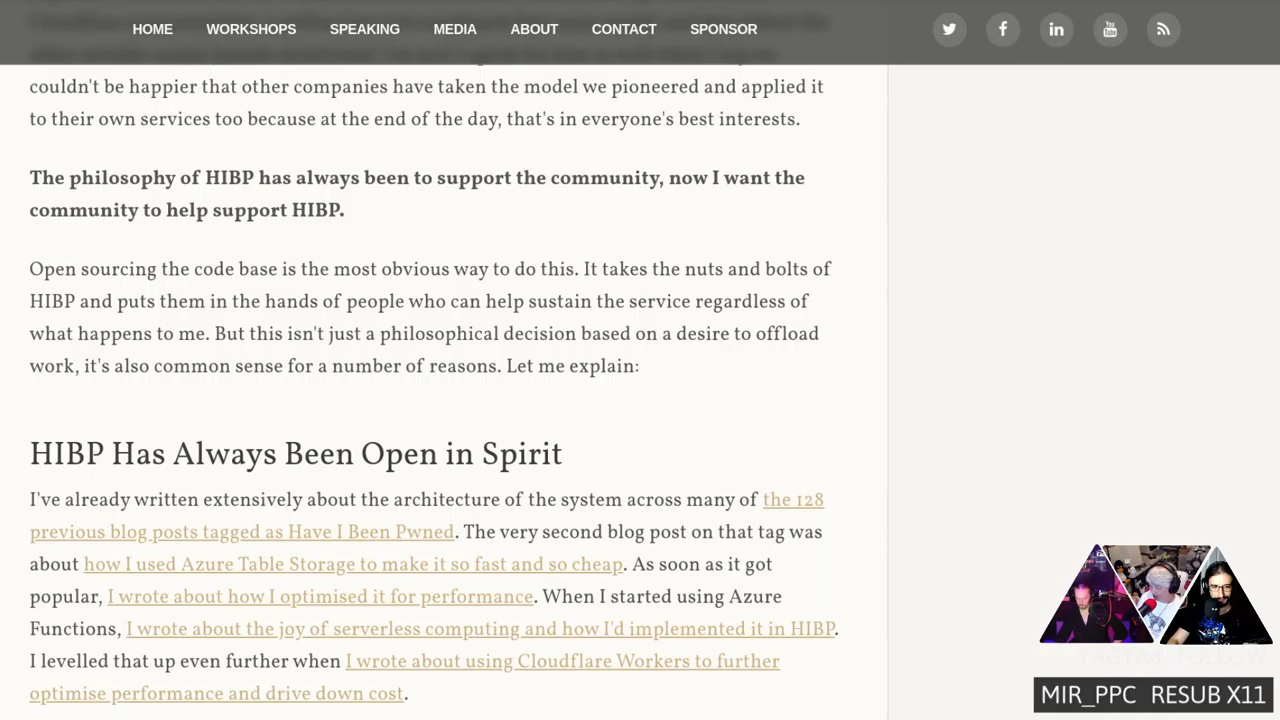 HOME WORKSHOPS SPEAKING MEDIA ABOUT CONTACT SPONSOR
couldn't be happier that other companies have taken the model we pioneered and applied it
to their own services too because at the end of the day, that's in everyone's best interests.
The philosophy of HIBP has always been to support the community, now I want the
community to help support HIBP.
Open sourcing the code base is the most obvious way to do this. It takes the nuts and bolts of
HIBP and puts them in the hands of people who can help sustain the service regardless of
what happens to me. But this isn't just a philosophical decision based on a desire to offload
work, it's also common sense for a number of reasons. Let me explain:
HIBP Has Always Been Open in Spirit
I've already written extensively about the architecture of the system across many of the 128
previous blog posts tagged as Have I Been Pwned. The very second blog post on that tag was
about how I used Azure Table Storage to make it so fast and so cheap. As soon as it got
popular, I wrote about how I optimised it for performance. When I started using Azure
Functions, I wrote about the joy of serverless computing and how I'd implemented it in HIBP.
I levelled that up even further when I wrote about using Cloudflare Workers to further
optimise performance and drive down cost.
MIR_PPC RESUB X11